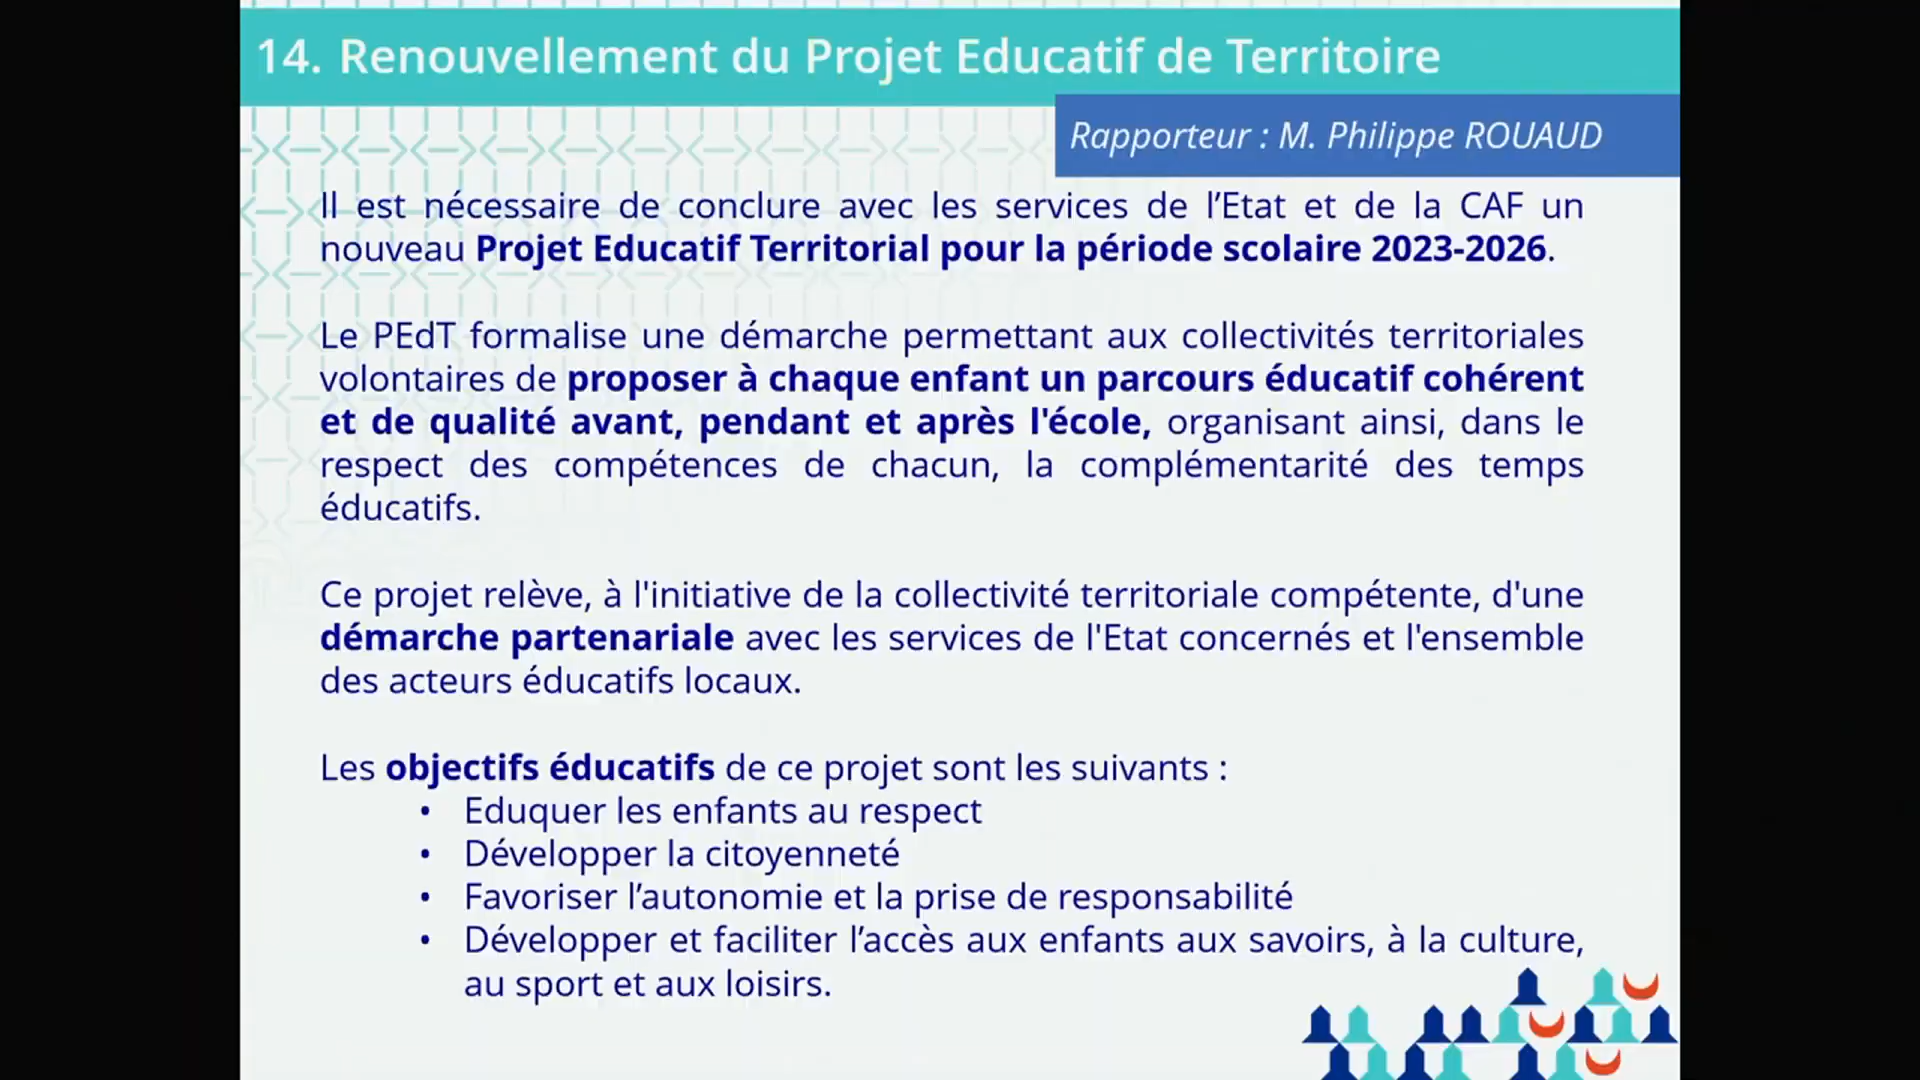 14. Renouvellement du Projet Educatif de Territoire
Rapporteur : M. Philippe ROUAUD
Il est nécessaire de conclure avec les services de l’Etat et de la CAF un
nouveau Projet Educatif Territorial pour la période scolaire 2023-2026.
Le PEdT formalise une démarche permettant aux collectivités territoriales
volontaires de proposer à chaque enfant un parcours éducatif cohérent
et de qualité avant, pendant et après l'école, organisant ainsi, dans le
respect des compétences de chacun, la complémentarité des temps
éducatifs.
Ce projet relève, à l'initiative de la collectivité territoriale compétente, d'une
démarche partenariale avec les services de l'Etat concernés et l'ensemble
des acteurs éducatifs locaux.
Les objectifs éducatifs de ce projet sont les suivants :
• Eduquer les enfants au respect
• Développer la citoyenneté
• Favoriser l’autonomie et la prise de responsabilité
• Développer et faciliter l’accès aux enfants aux savoirs, à la culture,
au sport et aux loisirs.